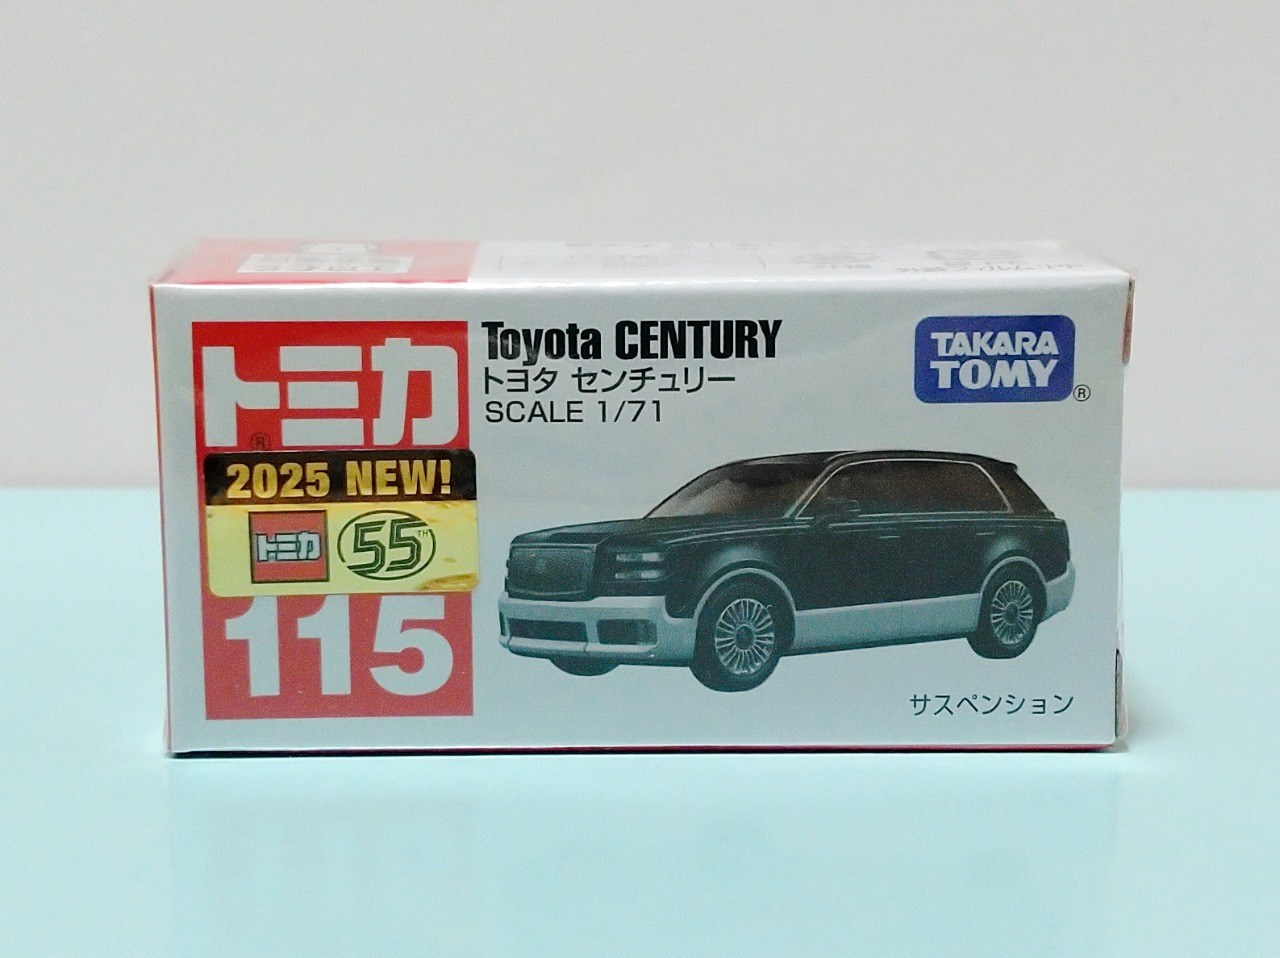 トミカ
®
2025 NEW!
トミカ 55TH
115
Toyota CENTURY
トヨタ センチュリー
SCALE 1/71
TAKARA
TOMY
®
サスペンション